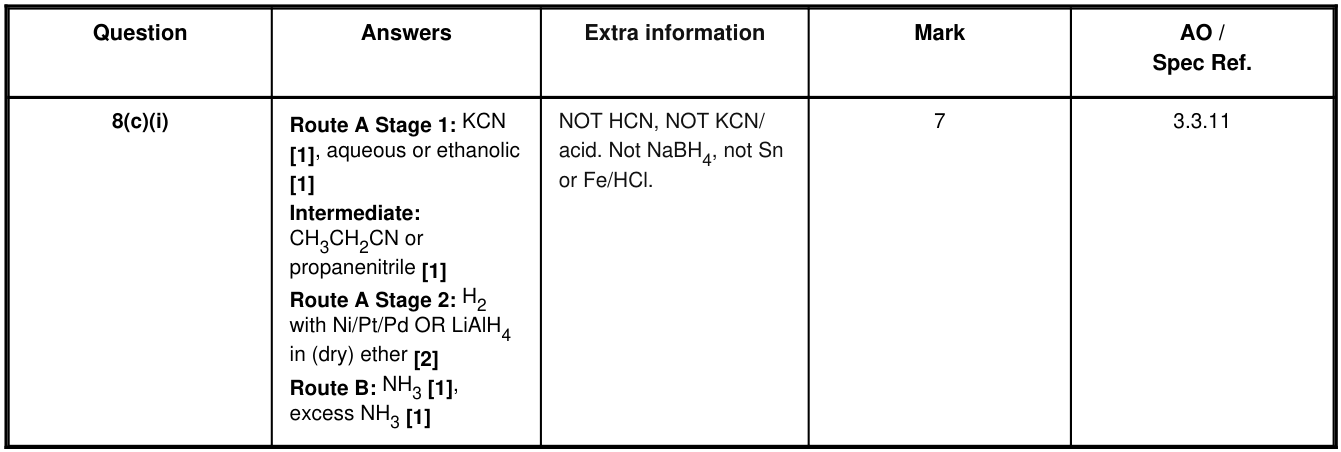 Question Answers Extra information Mark AO /
Spec Ref.
8(c)(i)
Route A Stage 1: KCN
[1], aqueous or ethanolic
[1]
Intermediate:
CH3CH2CN or
propanenitrile [1]
Route A Stage 2: H2
with Ni/Pt/Pd OR LiAlH4
in (dry) ether [2]
Route B: NH3 [1],
excess NH3 [1]
NOT HCN, NOT KCN/
acid. Not NaBH4, not Sn
or Fe/HCl.
7
3.3.11